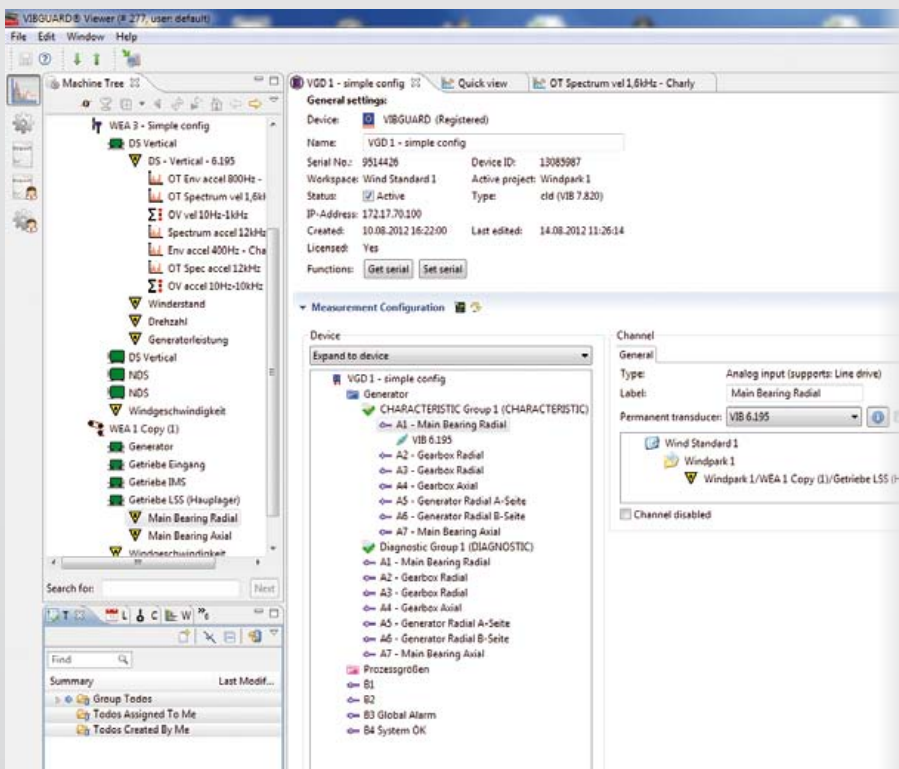 VIBGUARD® Viewer (# 277, user: default)
File Edit Window Help
Machine Tree
WEA 3 - Simple config
DS Vertical
DS - Vertical - 6.195
OT Env accel 800Hz -
OT Spectrum vel 1,6kH
OV vel 10Hz-1kHz
Spectrum accel 12kHz
Env accel 400Hz - Cha
OT Spec accel 12kHz
OV accel 10Hz-10kHz
Winderstand
Drehzahl
Generatorleistung
DS Vertical
NDS
NDS
Windgeschwindigkeit
WEA 1 Copy (1)
Generator
Getriebe Eingang
Getriebe IMS
Getriebe LSS (Hauplager)
Main Bearing Radial
Main Bearing Axial
Windgeschwindigkeit
Search for: Next
T L C W
Find
Summary Last Modif...
Group Todos
Todos Assigned To Me
Todos Created By Me
VGD 1 - simple config Quick view OT Spectrum vel 1,6kHz - Charly
General settings:
Device: VIBGUARD (Registered)
Name: VGD 1 - simple config
Serial No.: 9514426 Device ID: 13085987
Workspace: Wind Standard 1 Active project: Windpark 1
Status: Active Type: cld (VIB 7.820)
IP-Address: 172.17.70.100
Created: 10.08.2012 16:22:00 Last edited: 14.08.2012 11:26:14
Licensed: Yes
Functions: Get serial Set serial
Measurement Configuration
Device
Expand to device
VGD 1 - simple config
Generator
CHARACTERISTIC Group 1 (CHARACTERISTIC)
A1 - Main Bearing Radial
VIB 6.195
A2 - Gearbox Radial
A3 - Gearbox Radial
A4 - Gearbox Axial
A5 - Generator Radial A-Seite
A6 - Generator Radial B-Seite
A7 - Main Bearing Axial
Diagnostic Group 1 (DIAGNOSTIC)
A1 - Main Bearing Radial
A2 - Gearbox Radial
A3 - Gearbox Radial
A4 - Gearbox Axial
A5 - Generator Radial A-Seite
A6 - Generator Radial B-Seite
A7 - Main Bearing Axial
Prozessgrößen
B1
B2
B3 Global Alarm
B4 System OK
Channel
General
Type: Analog input (supports: Line drive)
Label: Main Bearing Radial
Permanent transducer: VIB 6.195
Wind Standard 1
Windpark 1
Windpark 1/WEA 1 Copy (1)/Getriebe LSS (H
Channel disabled